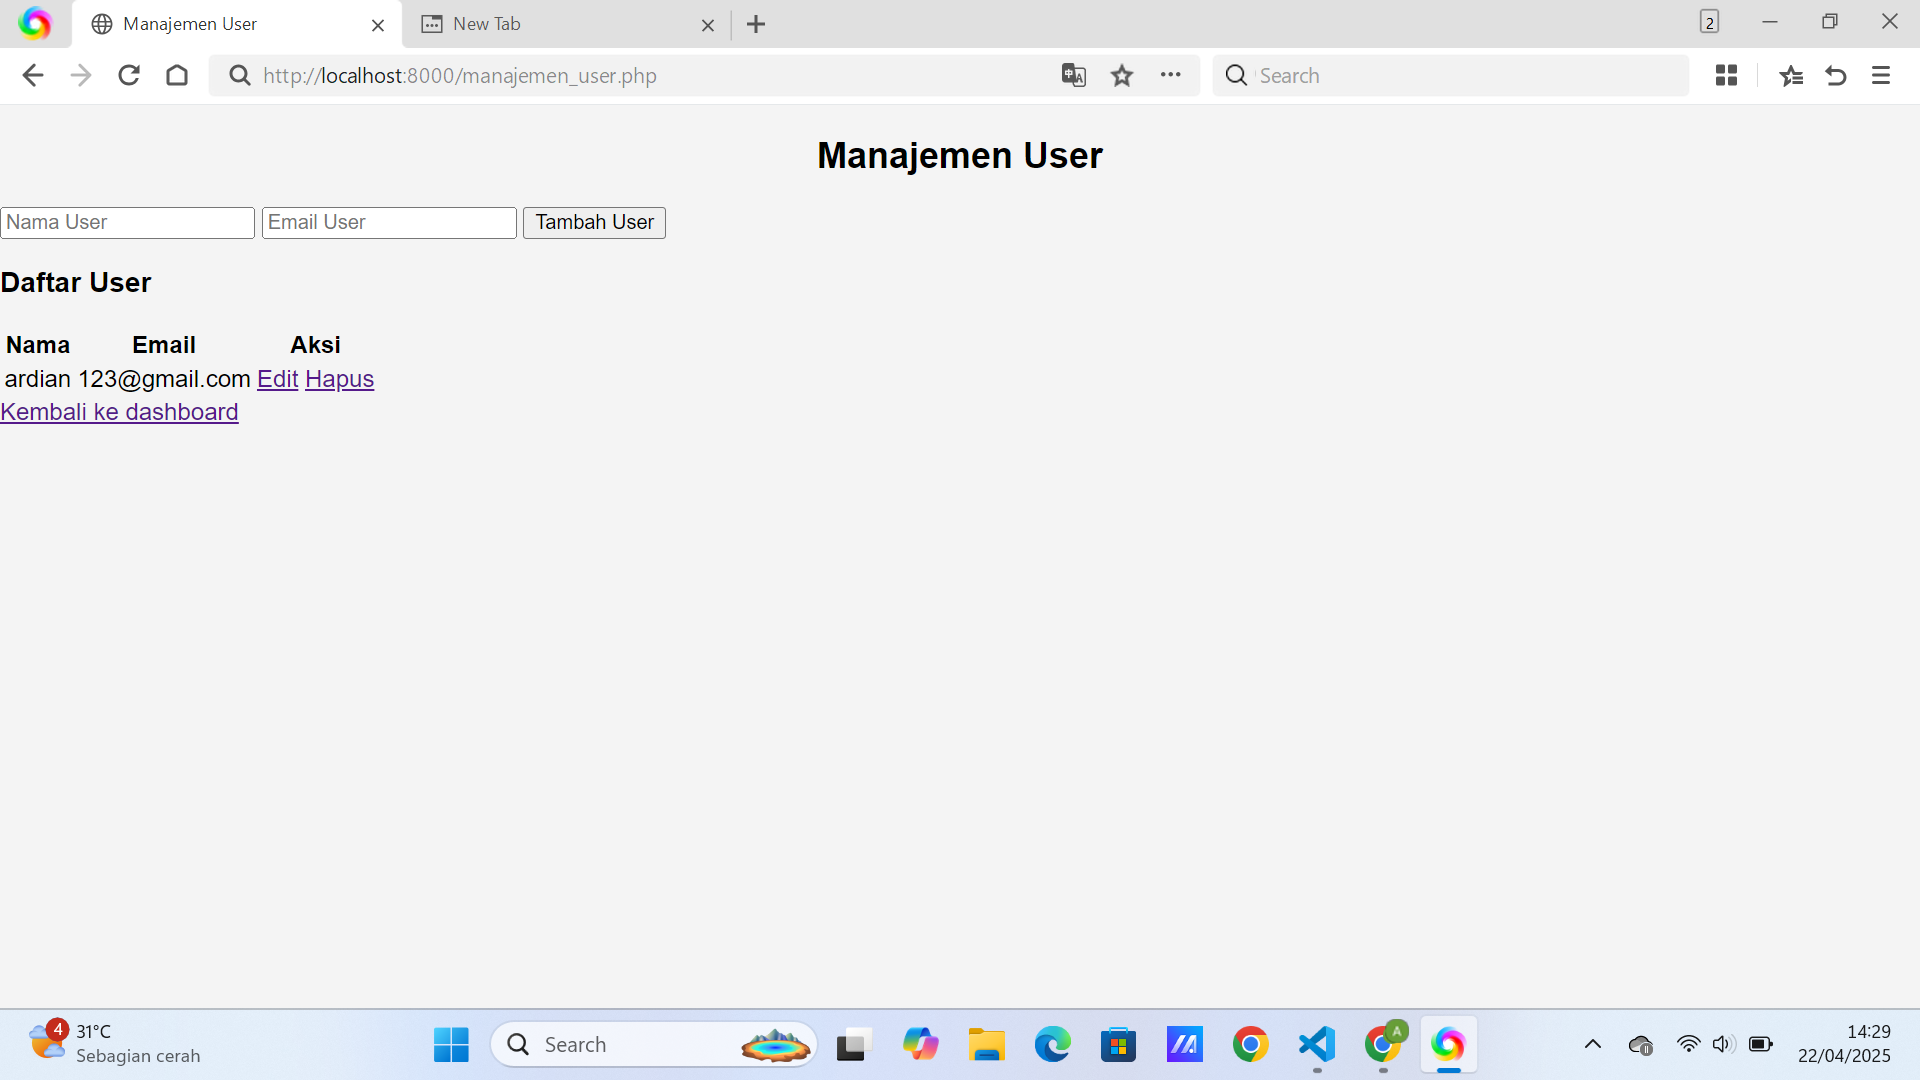 Manajemen User
New Tab
2
http://localhost:8000/manajemen_user.php
Search
Manajemen User
Nama User Email User Tambah User
Daftar User
Nama Email Aksi
ardian 123@gmail.com Edit Hapus
Kembali ke dashboard
4
31°C
Sebagian cerah
Search
A
14:29
22/04/2025